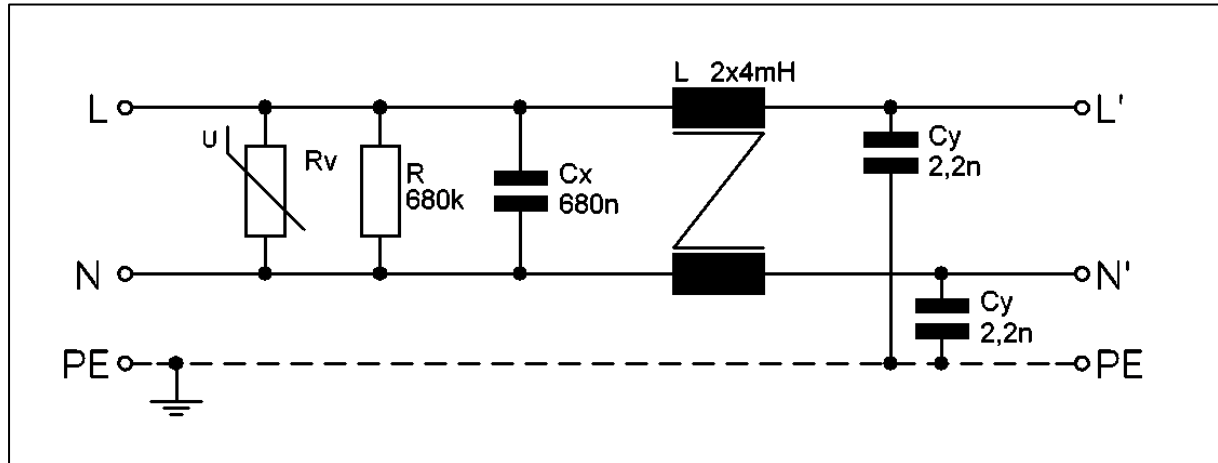 L 2x4mH
L
L'
U
Rv
R
680k
Cx
680n
Cy
2,2n
N
N'
Cy
2,2n
PE
PE